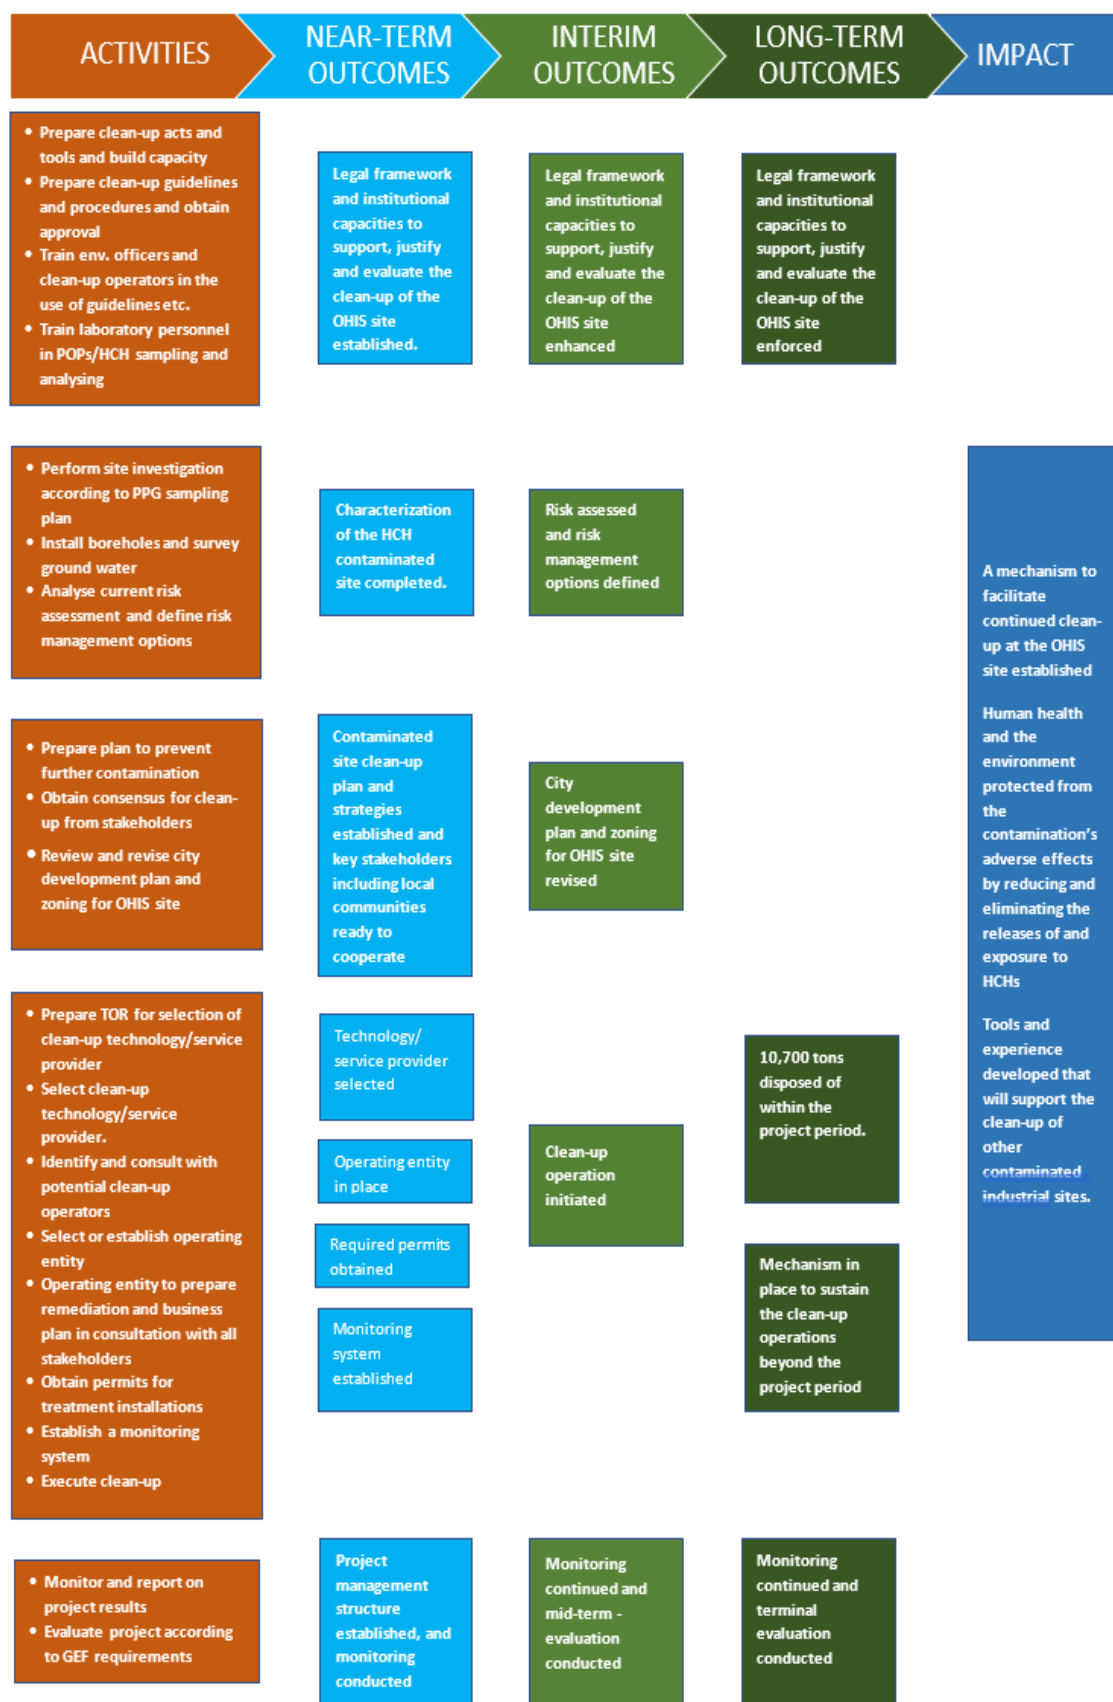 ACTIVITIES
NEAR-TERM
OUTCOMES
INTERIM
OUTCOMES
LONG-TERM
OUTCOMES
IMPACT
• Prepare clean-up acts and
tools and build capacity
• Prepare clean-up guidelines
and procedures and obtain
approval
• Train env. officers and
clean-up operators in the
use of guidelines etc.
• Train laboratory personnel
in POPs/HCH sampling and
analysing
Legal framework
and institutional
capacities to
support, justify
and evaluate the
clean-up of the
OHIS site
established.
Legal framework
and institutional
capacities to
support, justify
and evaluate the
clean-up of the
OHIS site
enhanced
Legal framework
and institutional
capacities to
support, justify
and evaluate the
clean-up of the
OHIS site
enforced
• Perform site investigation
according to PPG sampling
plan
• Install boreholes and survey
ground water
• Analyse current risk
assessment and define risk
management options
Characterization
of the HCH
contaminated
site completed.
Risk assessed
and risk
management
options defined
• Prepare plan to prevent
further contamination
• Obtain consensus for clean-
up from stakeholders
• Review and revise city
development plan and
zoning for OHIS site
Contaminated
site clean-up
plan and
strategies
established and
key stakeholders
including local
communities
ready to
cooperate
City
development
plan and zoning
for OHIS site
revised
• Prepare TOR for selection of
clean-up technology/service
provider
• Select clean-up
technology/service
provider.
• Identify and consult with
potential clean-up
operators
• Select or establish operating
entity
• Operating entity to prepare
remediation and business
plan in consultation with all
stakeholders
• Obtain permits for
treatment installations
• Establish a monitoring
system
• Execute clean-up
Technology/
service provider
selected
Operating entity
in place
Required permits
obtained
Monitoring
system
established
Clean-up
operation
initiated
10,700 tons
disposed of
within the
project period.
Mechanism in
place to sustain
the clean-up
operations
beyond the
project period
• Monitor and report on
project results
• Evaluate project according
to GEF requirements
Project
management
structure
established, and
monitoring
conducted
Monitoring
continued and
mid-term -
evaluation
conducted
Monitoring
continued and
terminal
evaluation
conducted
A mechanism to
facilitate
continued clean-
up at the OHIS
site established
Human health
and the
environment
protected from
the
contamination's
adverse effects
by reducing and
eliminating the
releases of and
exposure to
HCHs
Tools and
experience
developed that
will support the
clean-up of
other
contaminated
industrial sites.